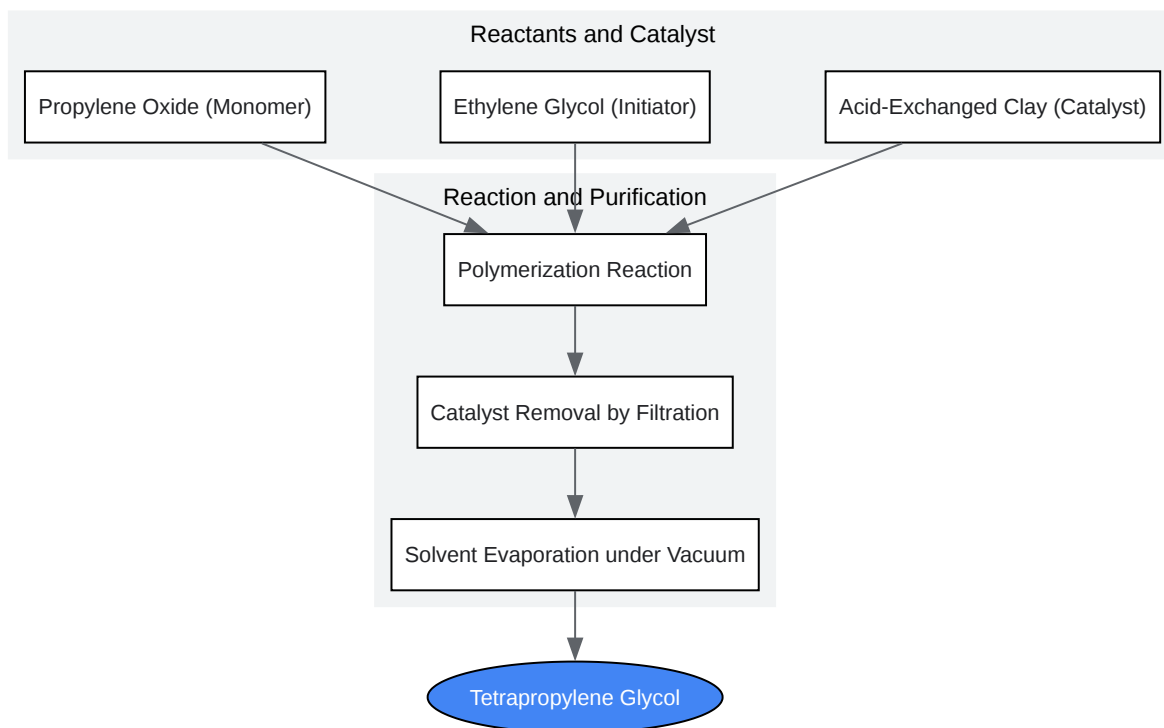 Reactants and Catalyst
Propylene Oxide (Monomer)
Ethylene Glycol (Initiator)
Acid-Exchanged Clay (Catalyst)
Reaction and Purification
Polymerization Reaction
Catalyst Removal by Filtration
Solvent Evaporation under Vacuum
Tetrapropylene Glycol